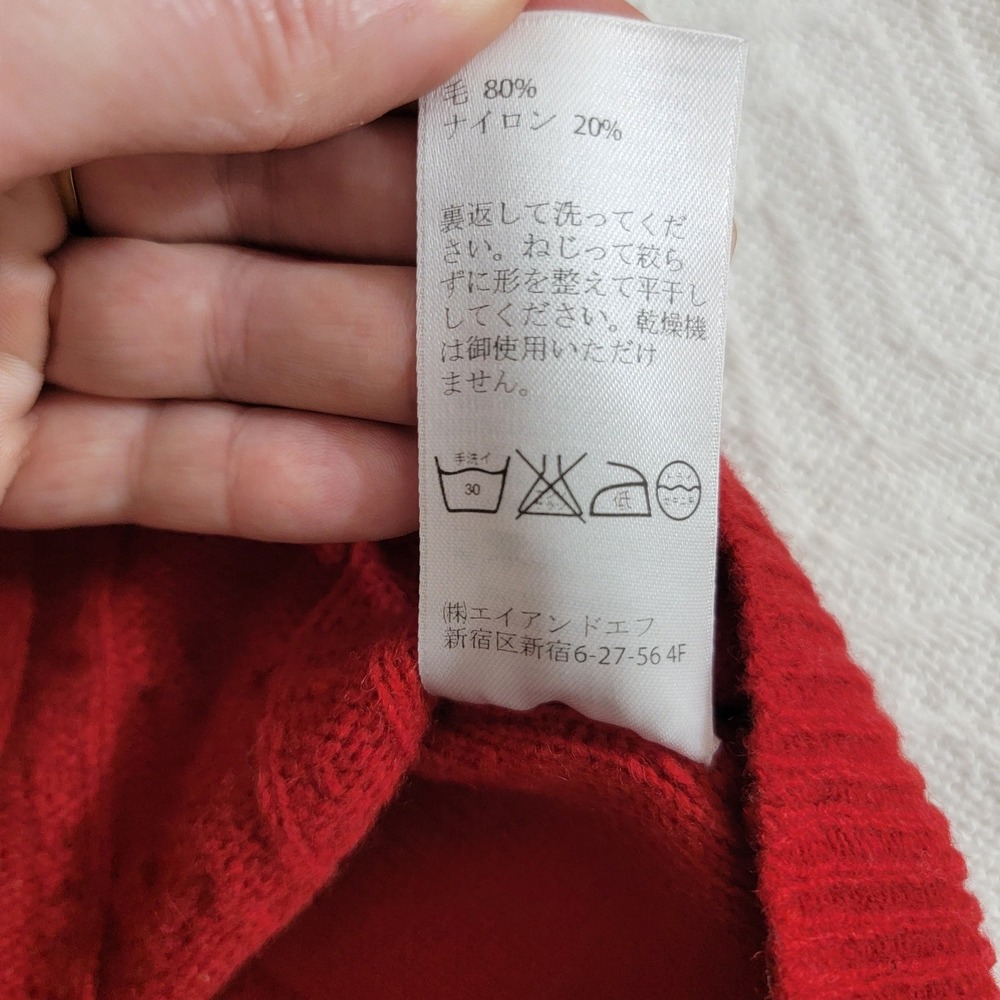 毛 80%
ナイロン 20%
裏返して洗ってくだ
さい。ねじって絞ら
ずに形を整えて平干し
してください。乾燥機
は御使用いただけ
ません。
手洗イ
30
低
㈱エイアンドエフ
新宿区新宿6-27-56 4F